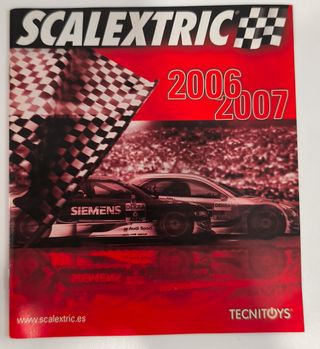 SCALEXTRIC
2006
2007
SIEMENS
www.scalextric.es
TECNITOYS